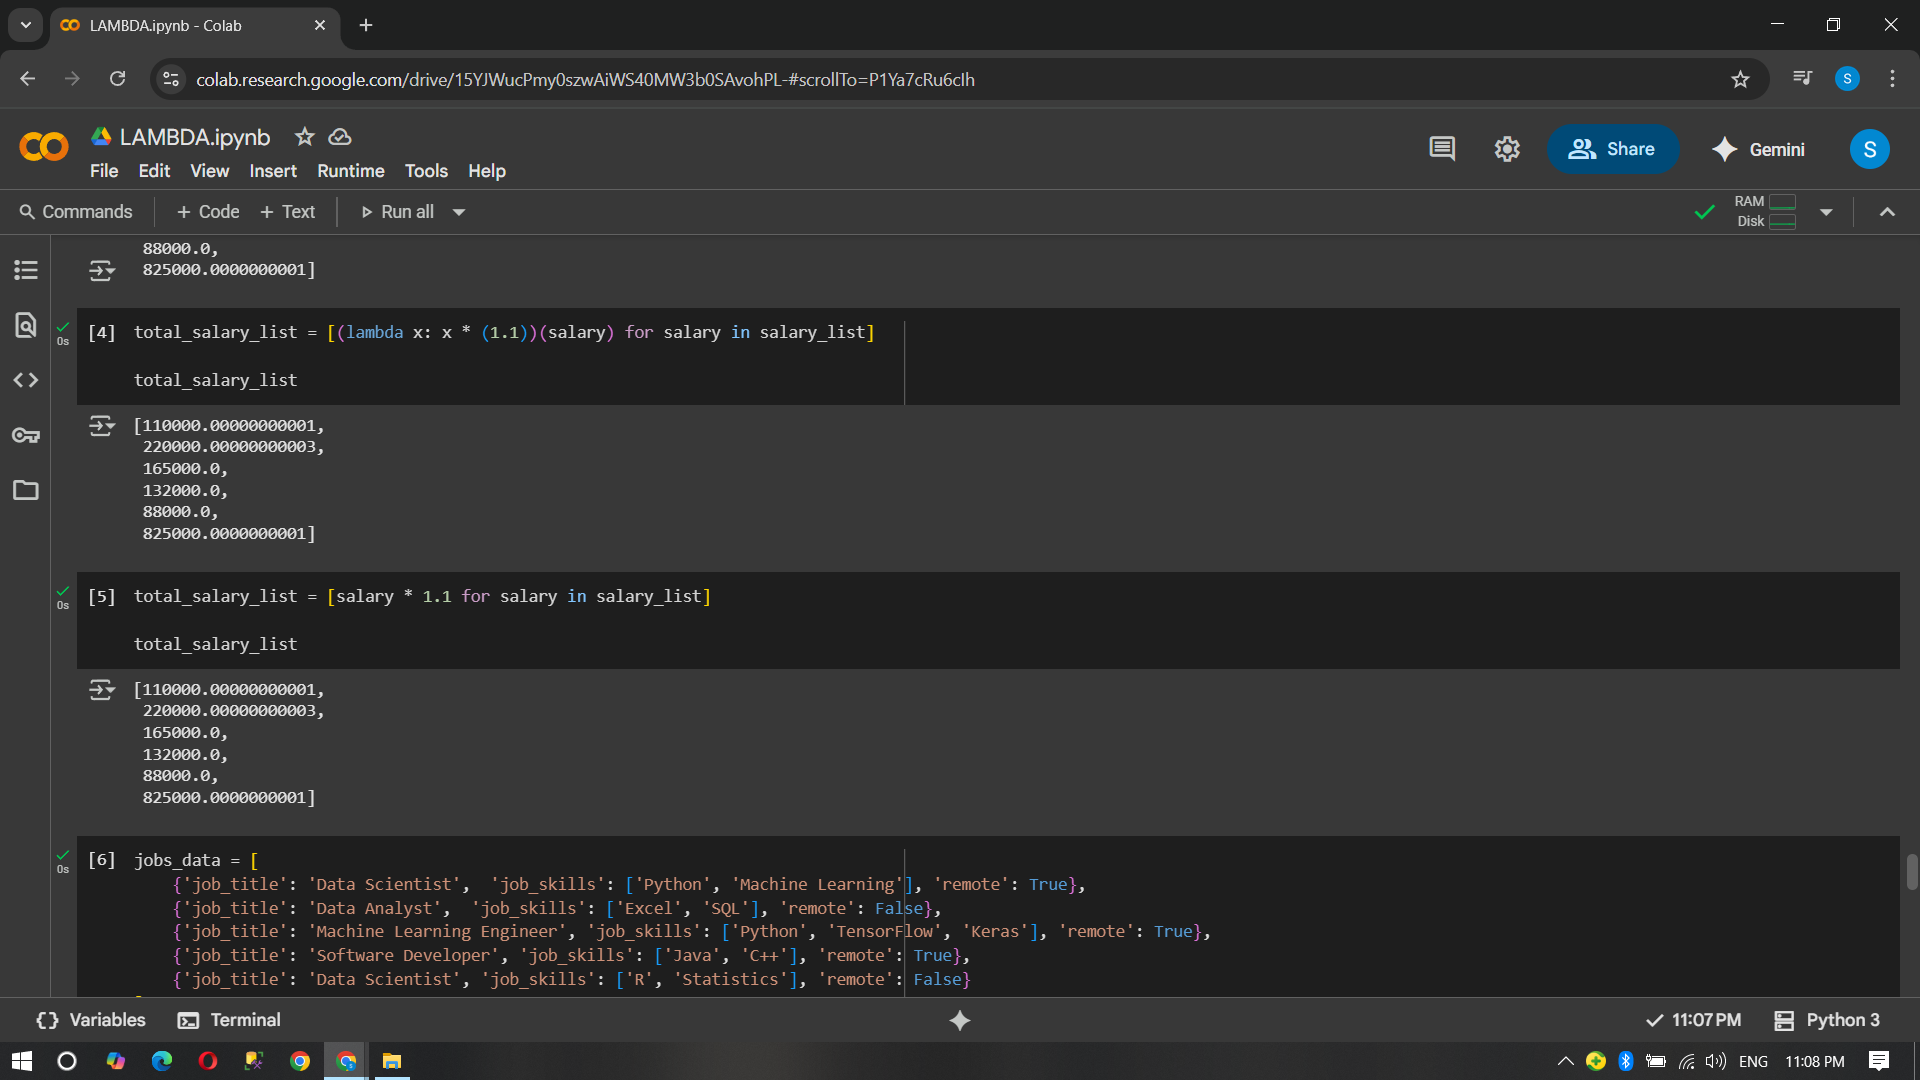 LAMBDA.ipynb - Colab
colab.research.google.com/drive/15YJWucPmy0szwAiWS40MW3b0SAvohPL-#scrollTo=P1Ya7cRu6cIh
S
LAMBDA.ipynb
File Edit View Insert Runtime Tools Help
Share
Gemini
S
Commands + Code + Text Run all
RAM
Disk
88000.0,
825000.0000000001]
0s
[4] total_salary_list = [(lambda x: x * (1.1))(salary) for salary in salary_list]
total_salary_list
[110000.00000000001,
220000.00000000003,
165000.0,
132000.0,
88000.0,
825000.0000000001]
0s
[5] total_salary_list = [salary * 1.1 for salary in salary_list]
total_salary_list
[110000.00000000001,
220000.00000000003,
165000.0,
132000.0,
88000.0,
825000.0000000001]
0s
[6] jobs_data = [
{'job_title': 'Data Scientist', 'job_skills': ['Python', 'Machine Learning'], 'remote': True},
{'job_title': 'Data Analyst', 'job_skills': ['Excel', 'SQL'], 'remote': False},
{'job_title': 'Machine Learning Engineer', 'job_skills': ['Python', 'TensorFlow', 'Keras'], 'remote': True},
{'job_title': 'Software Developer', 'job_skills': ['Java', 'C++'], 'remote': True},
{'job_title': 'Data Scientist', 'job_skills': ['R', 'Statistics'], 'remote': False}
{} Variables Terminal
11:07 PM Python 3
ENG 11:08 PM